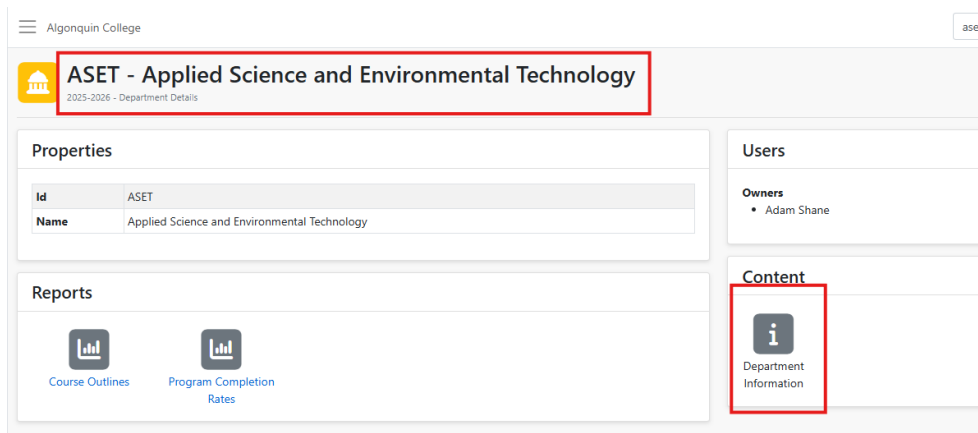 Algonquin College
ase
ASET - Applied Science and Environmental Technology
2025-2026 - Department Details
Properties
Id ASET
Name Applied Science and Environmental Technology
Reports
Course Outlines
Program Completion
Rates
Users
Owners
• Adam Shane
Content
Department
Information